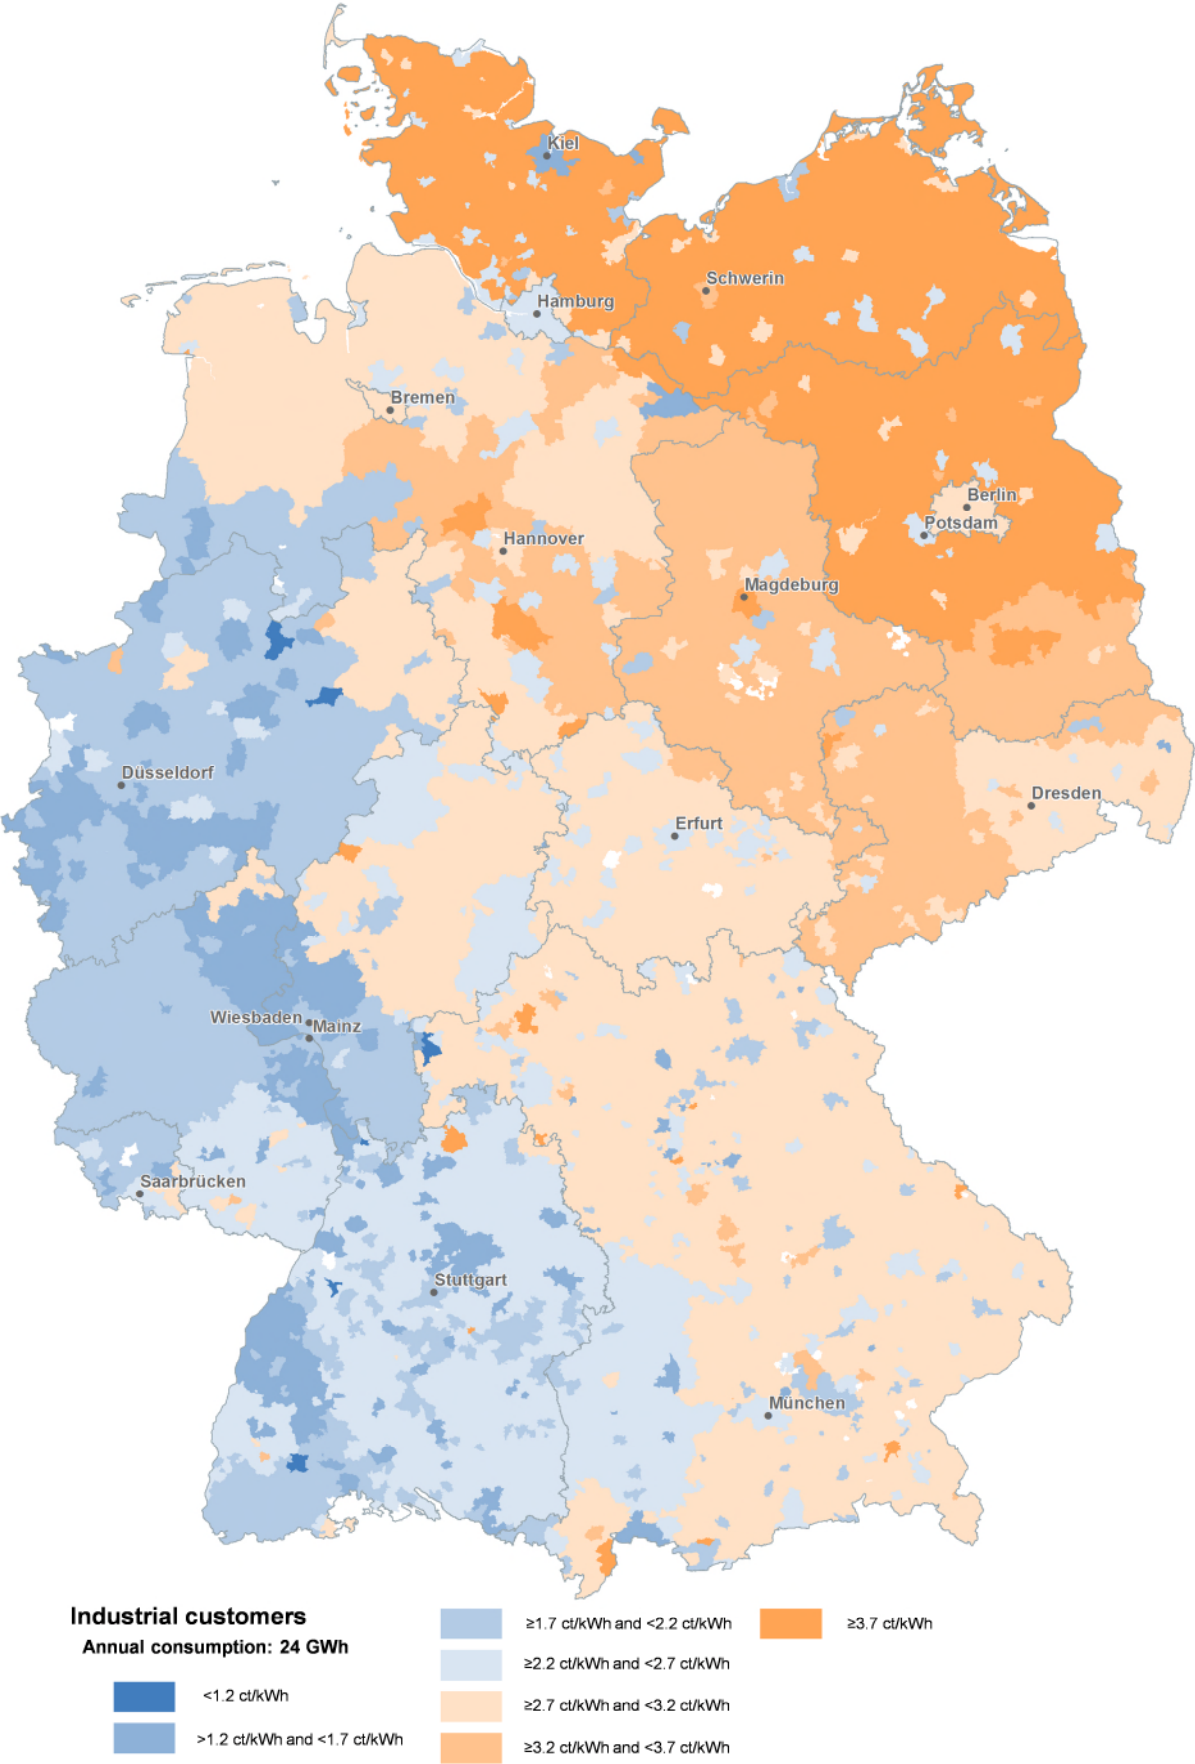 Kiel
Schwerin
Hamburg
Bremen
Berlin
Potsdam
Hannover
Magdeburg
Düsseldorf
Dresden
Erfurt
Wiesbaden
Mainz
Saarbrücken
Stuttgart
München
Industrial customers
Annual consumption: 24 GWh
<1.2 ct/kWh
>1.2 ct/kWh and <1.7 ct/kWh
≥1.7 ct/kWh and <2.2 ct/kWh
≥2.2 ct/kWh and <2.7 ct/kWh
≥2.7 ct/kWh and <3.2 ct/kWh
≥3.2 ct/kWh and <3.7 ct/kWh
≥3.7 ct/kWh